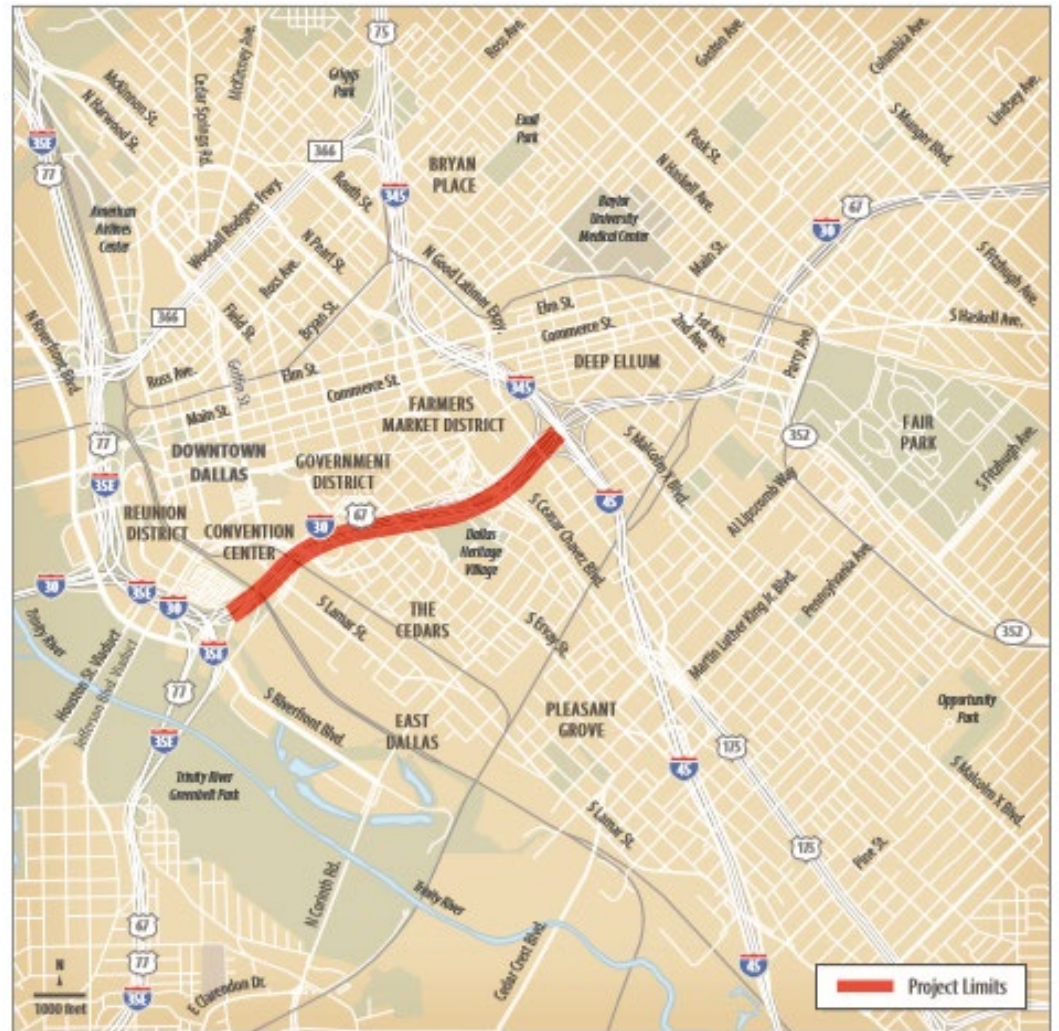 75
Ross Ave.
Gaston Ave.
Columbia Ave.
Lindsey Ave.
McKinney Ave.
Cedar Springs Rd.
McKinnon St.
N Harwood St.
Griggs
Park
Exall
Park
S Munger Blvd.
Peak St.
35E
77
366
BRYAN
PLACE
N Haskell Ave.
345
Routh St.
American
Airlines
Center
Woodall Rodgers Frwy.
N Pearl St.
Baylor
University
Medical Center
67
30
Main St.
S Fitzhugh Ave.
N Good Latimer Expy.
Ross Ave.
Field St.
Bryan St.
Elm St.
Commerce St.
1st Ave.
2nd Ave.
S Haskell Ave.
N Riverfront Blvd.
366
Griffin St.
DEEP ELLUM
Parry Ave.
Ross Ave.
Elm St.
Commerce St.
345
Main St.
FARMERS
MARKET DISTRICT
FAIR
PARK
352
77
DOWNTOWN
DALLAS
GOVERNMENT
DISTRICT
S Malcolm X Blvd.
S Fitzhugh Ave.
35E
45
Al Lipscomb Way
REUNION
DISTRICT
CONVENTION
CENTER
30
67
S Ceasar Chavez Blvd.
Dallas
Heritage
Village
30
35E
30
Trinity River
S Lamar St.
THE
CEDARS
S Ervay St.
Martin Luther King Jr. Blvd.
Pennsylvania Ave.
352
35E
Houston St. Viaduct
Jefferson Blvd. Viaduct
77
S Riverfront Blvd.
EAST
DALLAS
PLEASANT
GROVE
Opportunity
Park
35E
175
45
Trinity River
Greenbelt Park
S Malcolm X Blvd.
S Lamar St.
175
Pine St.
N Corinth Rd.
Trinity River
Cedar Crest Blvd.
67
77
35E
E Clarendon Dr.
45
N
1000 feet
Project Limits